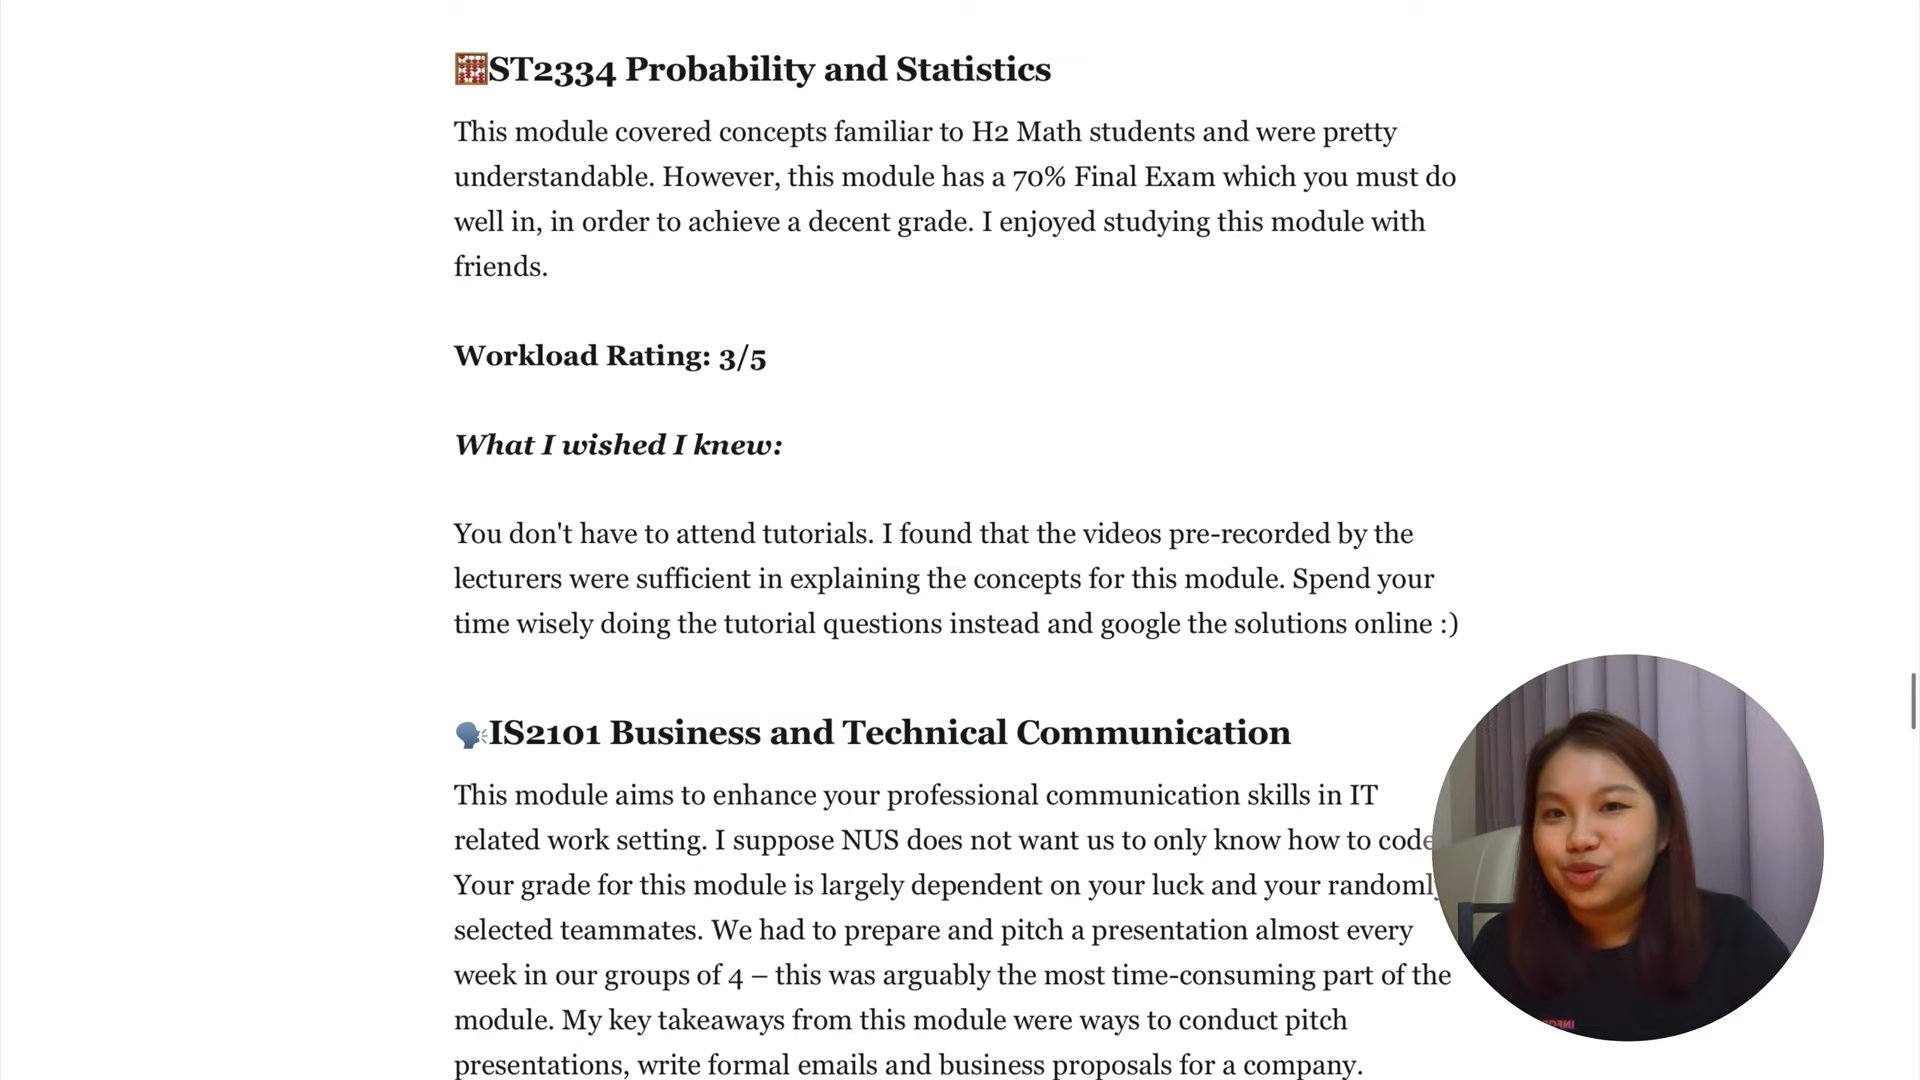 ST2334 Probability and Statistics
This module covered concepts familiar to H2 Math students and were pretty
understandable. However, this module has a 70% Final Exam which you must do
well in, in order to achieve a decent grade. I enjoyed studying this module with
friends.
Workload Rating: 3/5
What I wished I knew:
You don't have to attend tutorials. I found that the videos pre-recorded by the
lecturers were sufficient in explaining the concepts for this module. Spend your
time wisely doing the tutorial questions instead and google the solutions online :)
IS2101 Business and Technical Communication
This module aims to enhance your professional communication skills in IT
related work setting. I suppose NUS does not want us to only know how to code
Your grade for this module is largely dependent on your luck and your randomly
selected teammates. We had to prepare and pitch a presentation almost every
week in our groups of 4 – this was arguably the most time-consuming part of the
module. My key takeaways from this module were ways to conduct pitch
presentations, write formal emails and business proposals for a company.